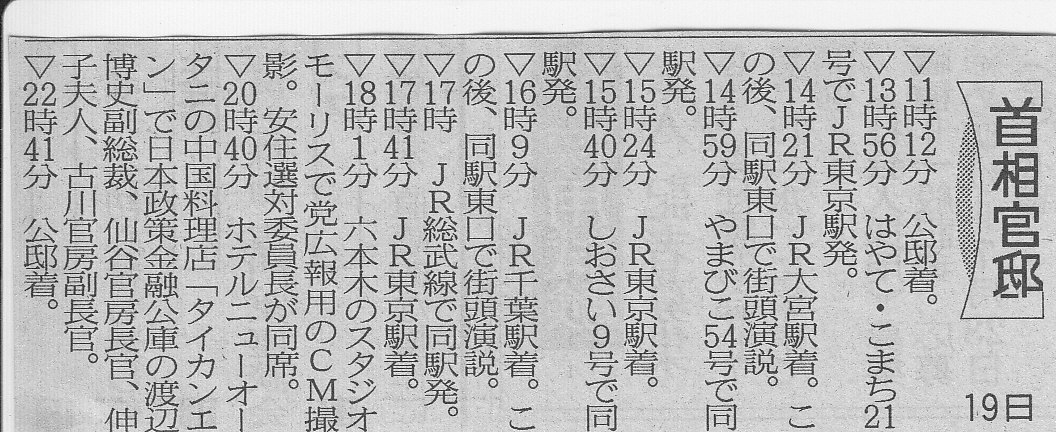 首相官邸
19日
▽11時12分 公邸着。
▽13時56分 はやて・こまち21
号でJR東京駅発。
▽14時21分 JR大宮駅着。こ
の後、同駅東口で街頭演説。
▽14時59分 やまびこ54号で同
駅発。
▽15時24分 JR東京駅着。
▽15時40分 しおさい9号で同
駅発。
▽16時9分 JR千葉駅着。こ
の後、同駅東口で街頭演説。
▽17時 JR総武線で同駅発。
▽17時41分 JR東京駅着。
▽18時1分 六本木のスタジオ
モーリスで党広報用のCM撮
影。安住選対委員長が同席。
▽20時40分 ホテルニューオー
タニの中国料理店「タイカンエ
ン」で日本政策金融公庫の渡辺
博史副総裁、仙谷官房長官、伸
子夫人、古川官房副長官。
▽22時41分 公邸着。